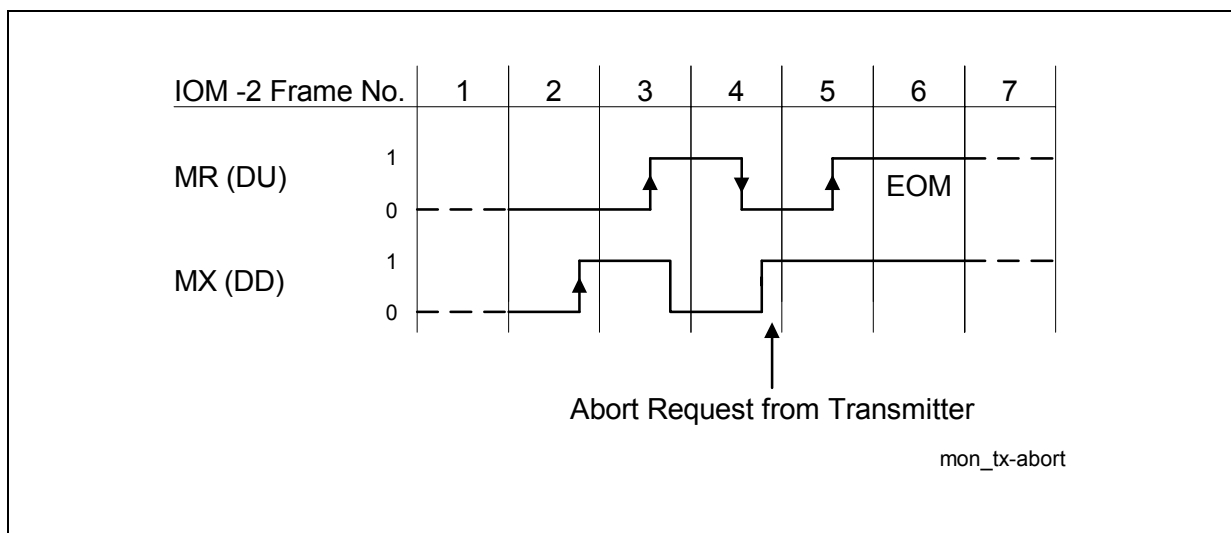 IOM -2 Frame No. 1 2 3 4 5 6 7
MR (DU)
1
0
EOM
MX (DD)
1
0
Abort Request from Transmitter
mon_tx-abort